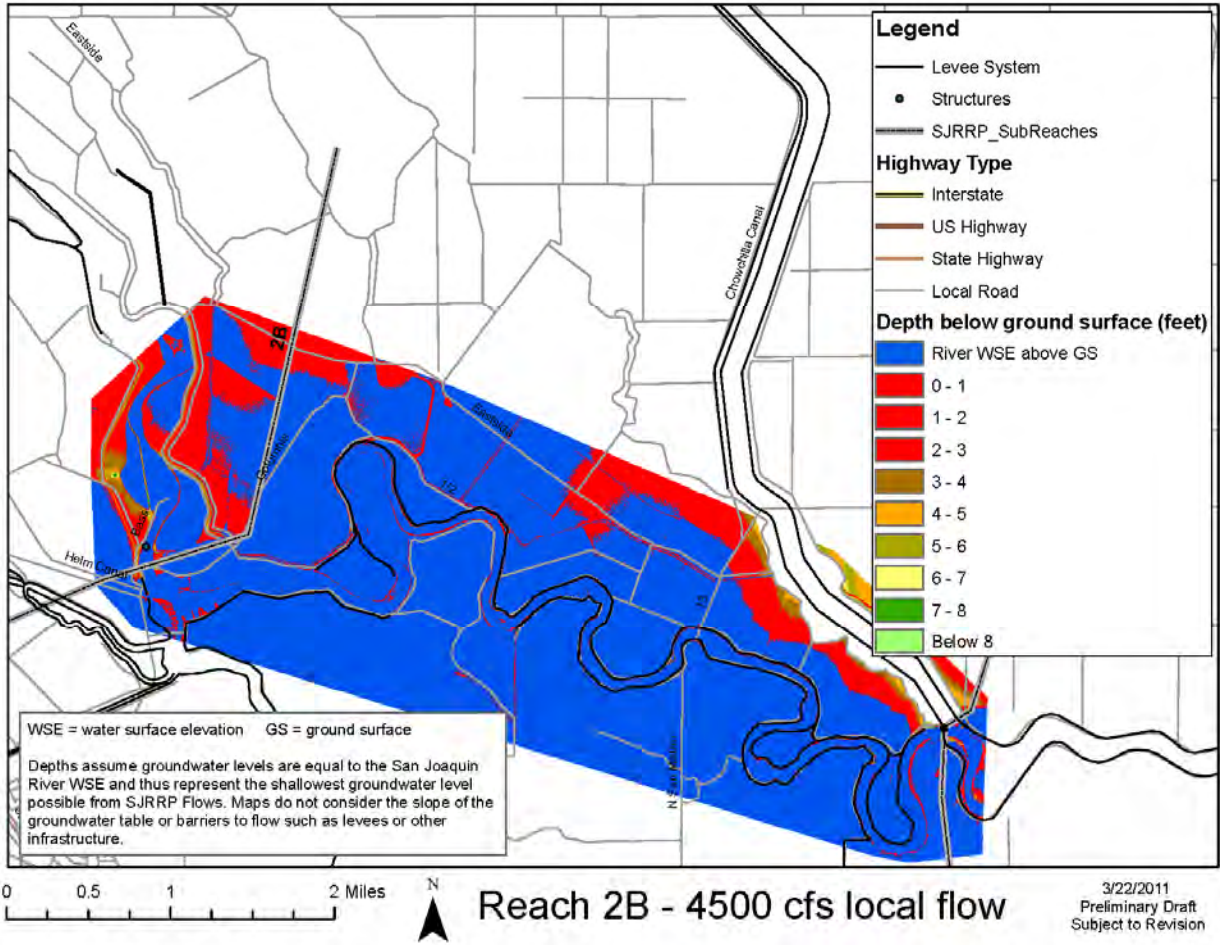 Legend
Levee System
Structures
SJRRP_SubReaches
Highway Type
Interstate
US Highway
State Highway
Local Road
Depth below ground surface (feet)
River WSE above GS
0 - 1
1 - 2
2 - 3
3 - 4
4 - 5
5 - 6
6 - 7
7 - 8
Below 8
Eastside
Chowchilla Canal
2B
Eastside
1/2
Bass
Helm Canal
WSE = water surface elevation GS = ground surface
Depths assume groundwater levels are equal to the San Joaquin
River WSE and thus represent the shallowest groundwater level
possible from SJRRP Flows. Maps do not consider the slope of the
groundwater table or barriers to flow such as levees or other
infrastructure.
0 0.5 1 2 Miles
N
Reach 2B - 4500 cfs local flow
3/22/2011
Preliminary Draft
Subject to Revision